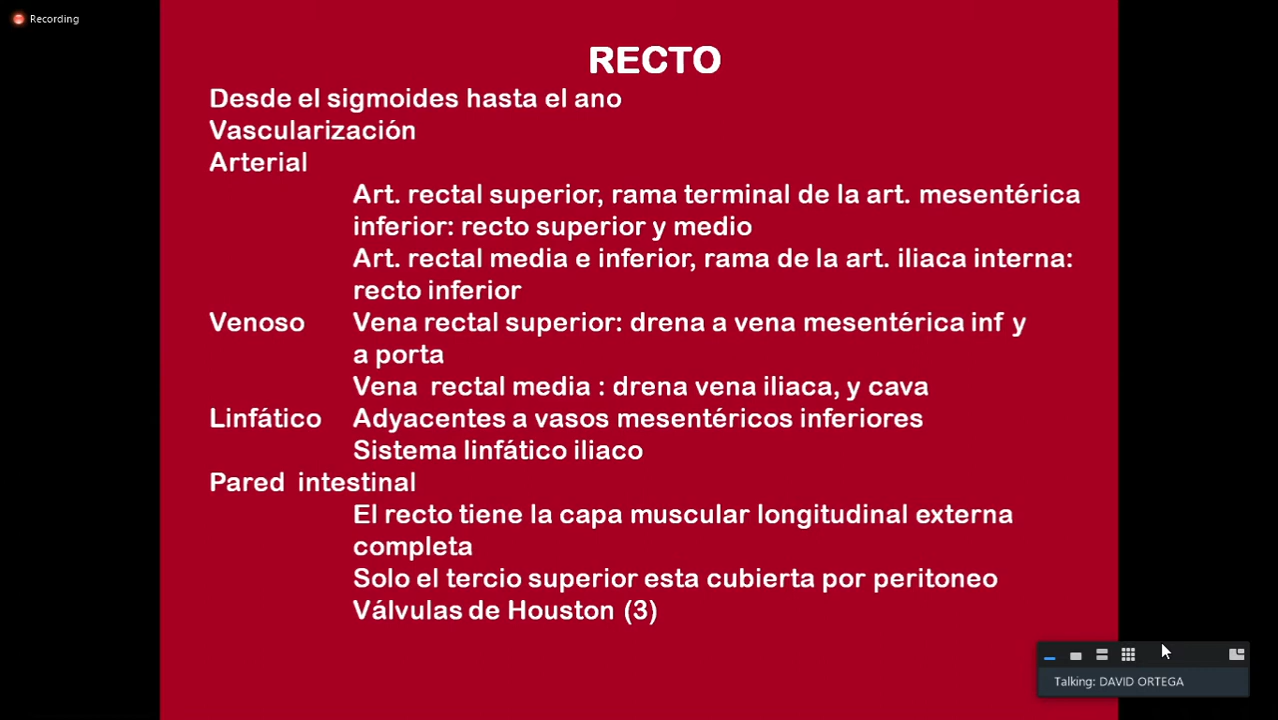 Recording
RECTO
Desde el sigmoides hasta el ano
Vascularización
Arterial
Art. rectal superior, rama terminal de la art. mesentérica
inferior: recto superior y medio
Art. rectal media e inferior, rama de la art. iliaca interna:
recto inferior
Venoso Vena rectal superior: drena a vena mesentérica inf y
a porta
Vena rectal media : drena vena iliaca, y cava
Linfático Adyacentes a vasos mesentéricos inferiores
Sistema linfático iliaco
Pared intestinal
El recto tiene la capa muscular longitudinal externa
completa
Solo el tercio superior esta cubierta por peritoneo
Válvulas de Houston (3)
Talking: DAVID ORTEGA